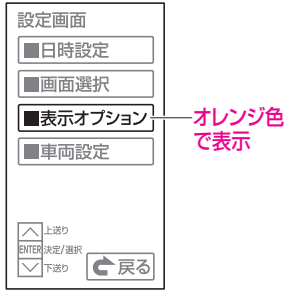 設定画面
■日時設定
■画面選択
■表示オプション
オレンジ色
で表示
■車両設定
上送り
ENTER 決定/選択
下送り
戻る